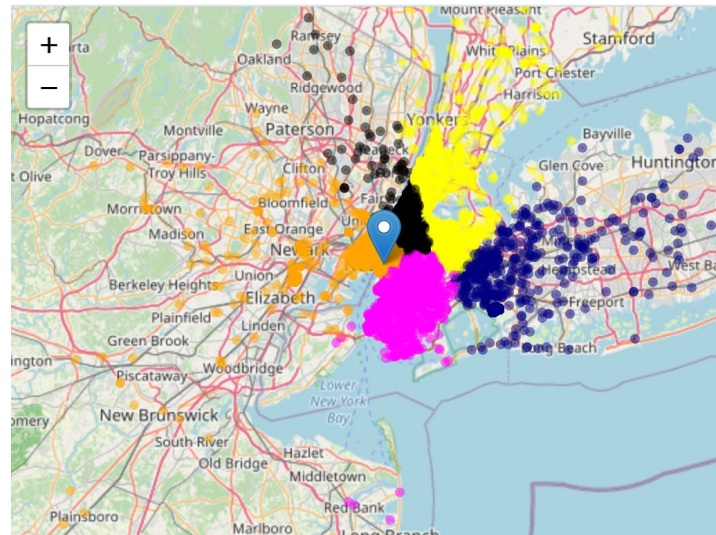 Mount Pleasant
Ramsey
Stamford
+
Oakland
White Plains
Port Chester
−
Ridgewood
Harrison
Wayne
Hopatcong
Yonkers
Paterson
Montville
Bayville
Dover
Parsippany-
Troy Hills
Clifton
Glen Cove
Huntington
t Olive
Bloomfield
Morristown
East Orange
Madison
Newark
Hempstead
West Ba
Union
Berkeley Heights
Elizabeth
Freeport
Plainfield
Linden
Green Brook
Long Beach
ington
Woodbridge
Piscataway
Lower
New York
Bay
New Brunswick
omery
South River
Old Bridge
Hazlet
Middletown
Red Bank
Plainsboro
Marlboro
Long Branch